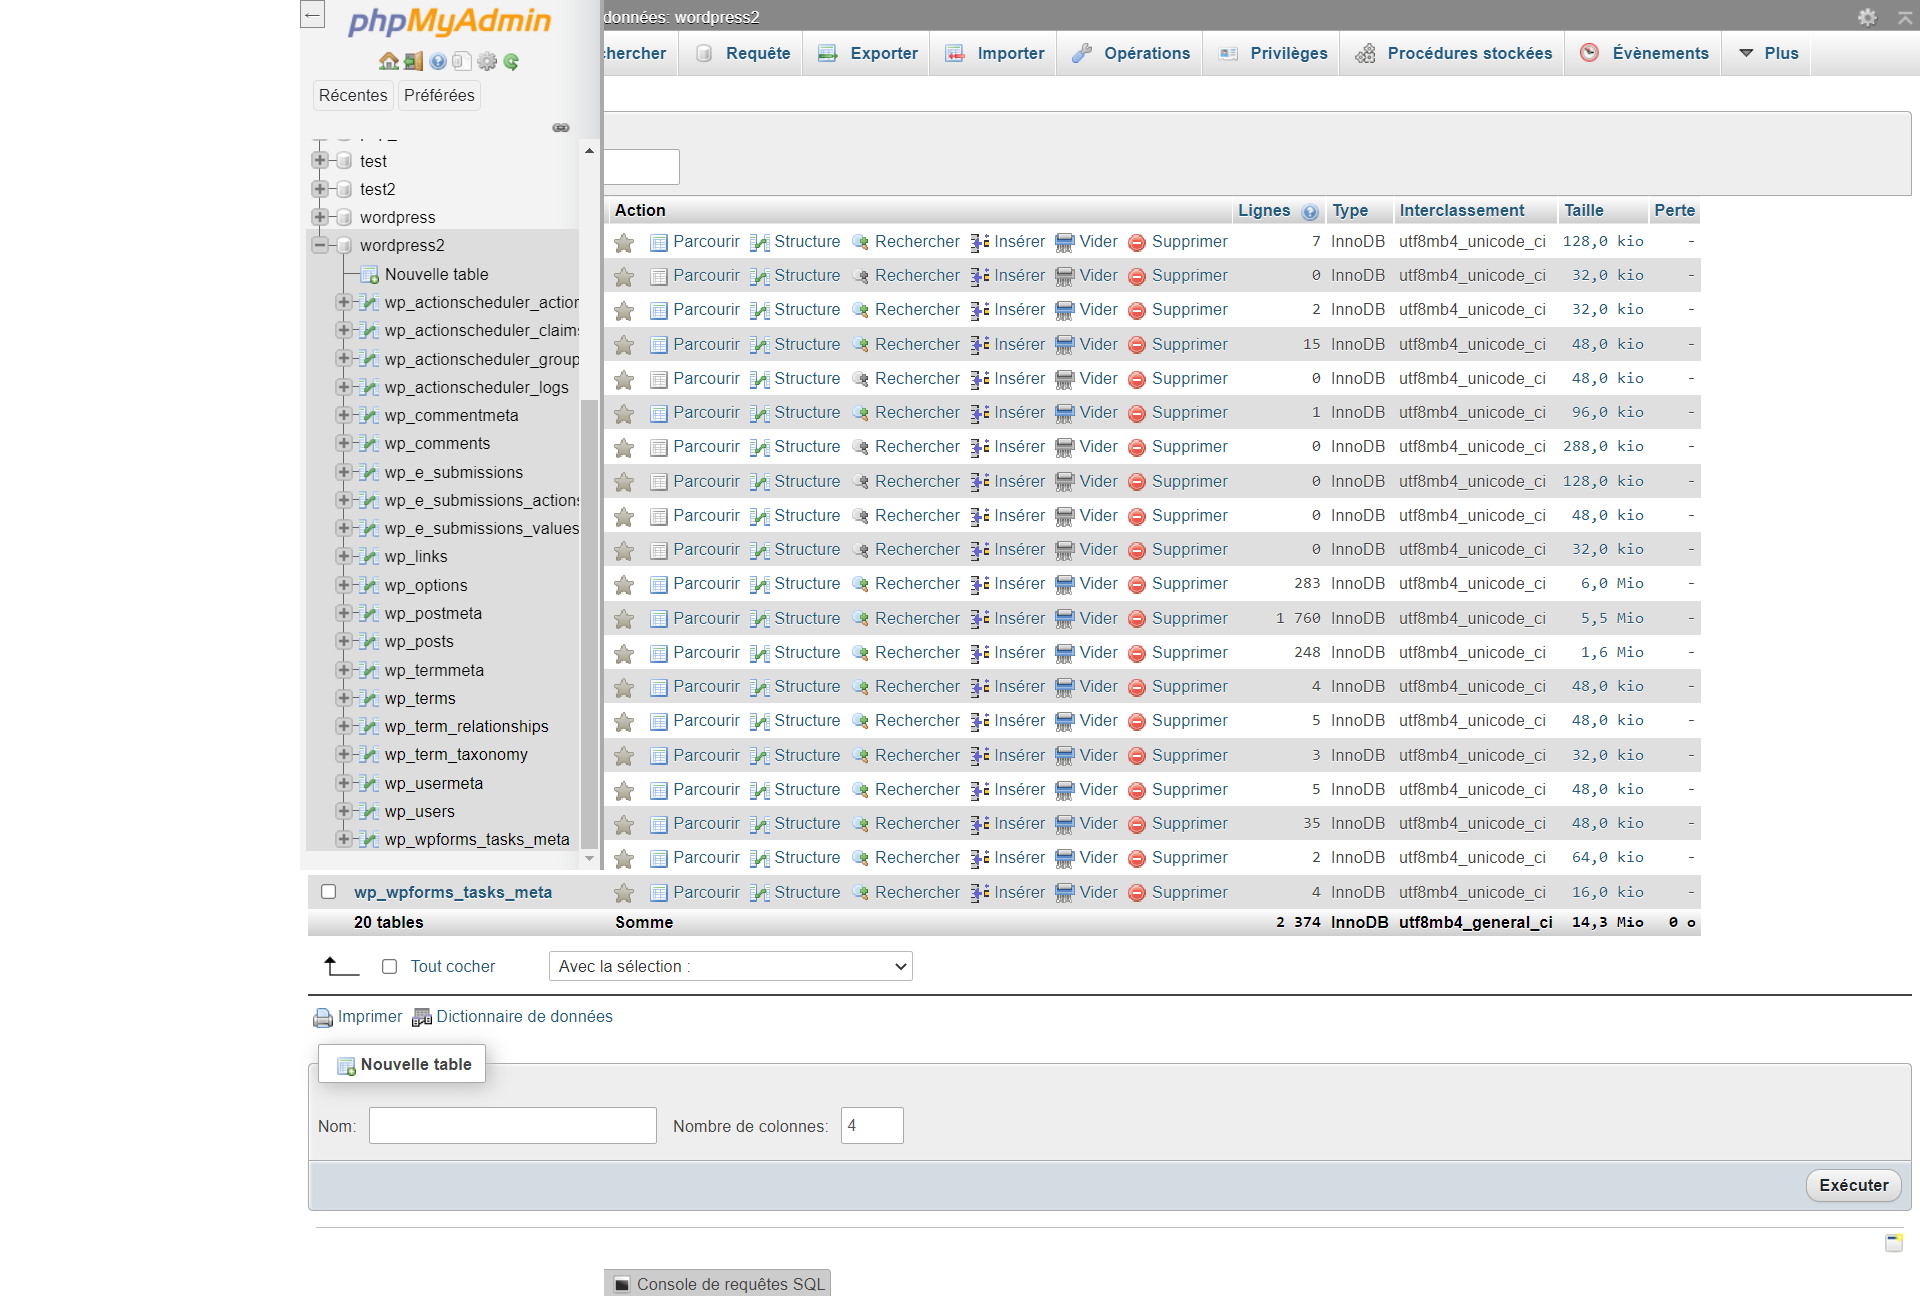 phpMyAdmin
données: wordpress2
Récentes Préférées
chercher Requête Exporter Importer Opérations Privilèges Procédures stockées Évènements Plus
test
test2
wordpress
wordpress2
Nouvelle table
wp_actionscheduler_action
wp_actionscheduler_claims
wp_actionscheduler_group
wp_actionscheduler_logs
wp_commentmeta
wp_comments
wp_e_submissions
wp_e_submissions_actions
wp_e_submissions_values
wp_links
wp_options
wp_postmeta
wp_posts
wp_termmeta
wp_terms
wp_term_relationships
wp_term_taxonomy
wp_usermeta
wp_users
wp_wpforms_tasks_meta
Action Lignes Type Interclassement Taille Perte
Parcourir Structure Rechercher Insérer Vider Supprimer 7 InnoDB utf8mb4_unicode_ci 128,0 kio -
Parcourir Structure Rechercher Insérer Vider Supprimer 0 InnoDB utf8mb4_unicode_ci 32,0 kio -
Parcourir Structure Rechercher Insérer Vider Supprimer 2 InnoDB utf8mb4_unicode_ci 32,0 kio -
Parcourir Structure Rechercher Insérer Vider Supprimer 15 InnoDB utf8mb4_unicode_ci 48,0 kio -
Parcourir Structure Rechercher Insérer Vider Supprimer 0 InnoDB utf8mb4_unicode_ci 48,0 kio -
Parcourir Structure Rechercher Insérer Vider Supprimer 1 InnoDB utf8mb4_unicode_ci 96,0 kio -
Parcourir Structure Rechercher Insérer Vider Supprimer 0 InnoDB utf8mb4_unicode_ci 288,0 kio -
Parcourir Structure Rechercher Insérer Vider Supprimer 0 InnoDB utf8mb4_unicode_ci 128,0 kio -
Parcourir Structure Rechercher Insérer Vider Supprimer 0 InnoDB utf8mb4_unicode_ci 48,0 kio -
Parcourir Structure Rechercher Insérer Vider Supprimer 0 InnoDB utf8mb4_unicode_ci 32,0 kio -
Parcourir Structure Rechercher Insérer Vider Supprimer 283 InnoDB utf8mb4_unicode_ci 6,0 Mio -
Parcourir Structure Rechercher Insérer Vider Supprimer 1 760 InnoDB utf8mb4_unicode_ci 5,5 Mio -
Parcourir Structure Rechercher Insérer Vider Supprimer 248 InnoDB utf8mb4_unicode_ci 1,6 Mio -
Parcourir Structure Rechercher Insérer Vider Supprimer 4 InnoDB utf8mb4_unicode_ci 48,0 kio -
Parcourir Structure Rechercher Insérer Vider Supprimer 5 InnoDB utf8mb4_unicode_ci 48,0 kio -
Parcourir Structure Rechercher Insérer Vider Supprimer 3 InnoDB utf8mb4_unicode_ci 32,0 kio -
Parcourir Structure Rechercher Insérer Vider Supprimer 5 InnoDB utf8mb4_unicode_ci 48,0 kio -
Parcourir Structure Rechercher Insérer Vider Supprimer 35 InnoDB utf8mb4_unicode_ci 48,0 kio -
Parcourir Structure Rechercher Insérer Vider Supprimer 2 InnoDB utf8mb4_unicode_ci 64,0 kio -
wp_wpforms_tasks_meta Parcourir Structure Rechercher Insérer Vider Supprimer 4 InnoDB utf8mb4_unicode_ci 16,0 kio -
20 tables Somme 2 374 InnoDB utf8mb4_general_ci 14,3 Mio 0 o
Tout cocher Avec la sélection :
Imprimer Dictionnaire de données
Nouvelle table
Nom: Nombre de colonnes: 4
Exécuter
Console de requêtes SQL